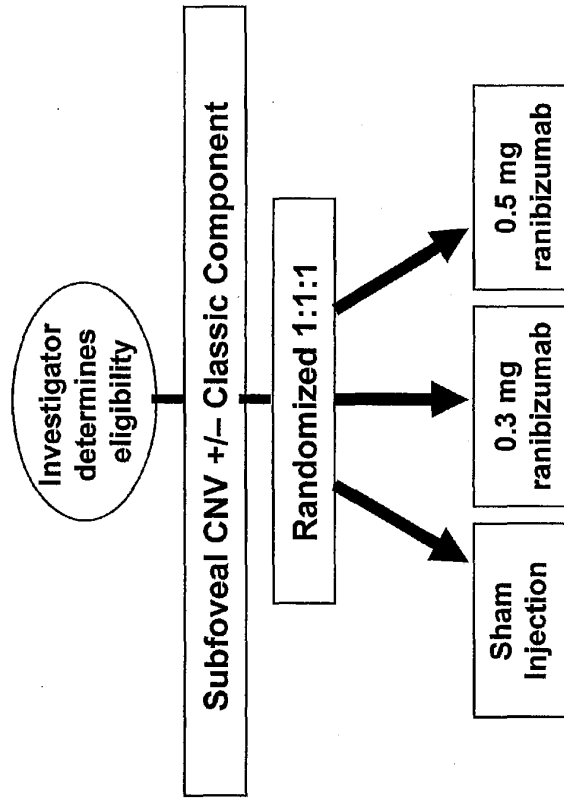 Investigator
determines
eligibility
Subfoveal CNV +/– Classic Component
Randomized 1:1:1
Sham
Injection
0.3 mg
ranibizumab
0.5 mg
ranibizumab